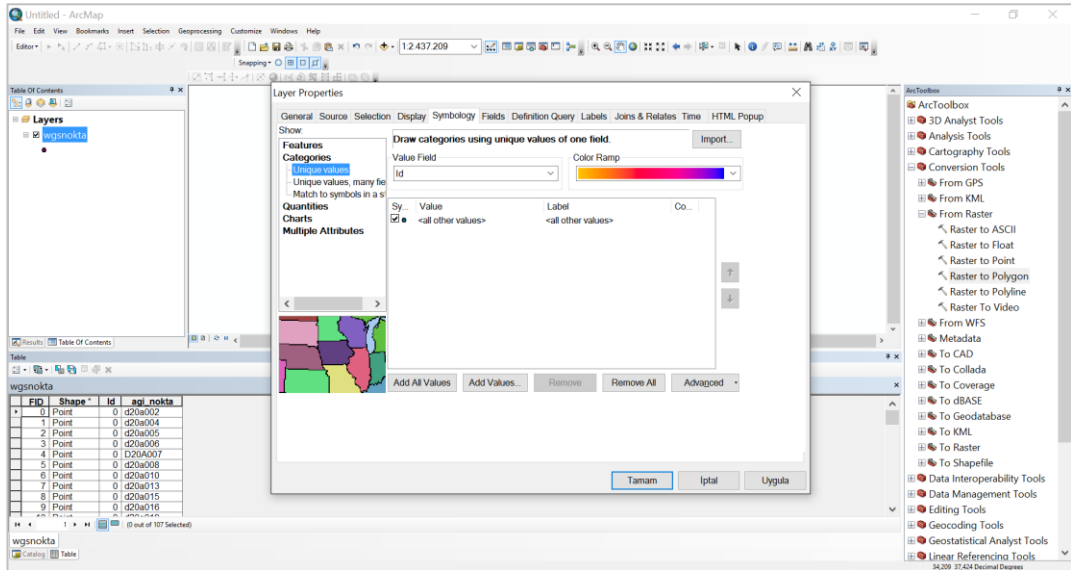 Untitled - ArcMap
File Edit View Bookmarks Insert Selection Geoprocessing Customize Windows Help
Editor
1:2.437.209
Snapping
Table Of Contents
Layers
wgsnokta
Results Table Of Contents
Layer Properties
General Source Selection Display Symbology Fields Definition Query Labels Joins & Relates Time HTML Popup
Show:
Features
Categories
Unique values
Unique values, many fie
Match to symbols in a st
Quantities
Charts
Multiple Attributes
Draw categories using unique values of one field.
Import...
Value Field
Id
Color Ramp
Sy... Value Label Co...
<all other values> <all other values>
Add All Values Add Values... Remove Remove All Advanced
Tamam Iptal Uygula
Table
wgsnokta
FID Shape * Id agi_nokta
0 Point 0 d20a002
1 Point 0 d20a004
2 Point 0 d20a005
3 Point 0 d20a006
4 Point 0 D20A007
5 Point 0 d20a008
6 Point 0 d20a010
7 Point 0 d20a013
8 Point 0 d20a015
9 Point 0 d20a016
1 (0 out of 107 Selected)
wgsnokta
Catalog Table
ArcToolbox
ArcToolbox
3D Analyst Tools
Analysis Tools
Cartography Tools
Conversion Tools
From GPS
From KML
From Raster
Raster to ASCII
Raster to Float
Raster to Point
Raster to Polygon
Raster to Polyline
Raster To Video
From WFS
Metadata
To CAD
To Collada
To Coverage
To dBASE
To Geodatabase
To KML
To Raster
To Shapefile
Data Interoperability Tools
Data Management Tools
Editing Tools
Geocoding Tools
Geostatistical Analyst Tools
Linear Referencing Tools
34,209 37,424 Decimal Degrees